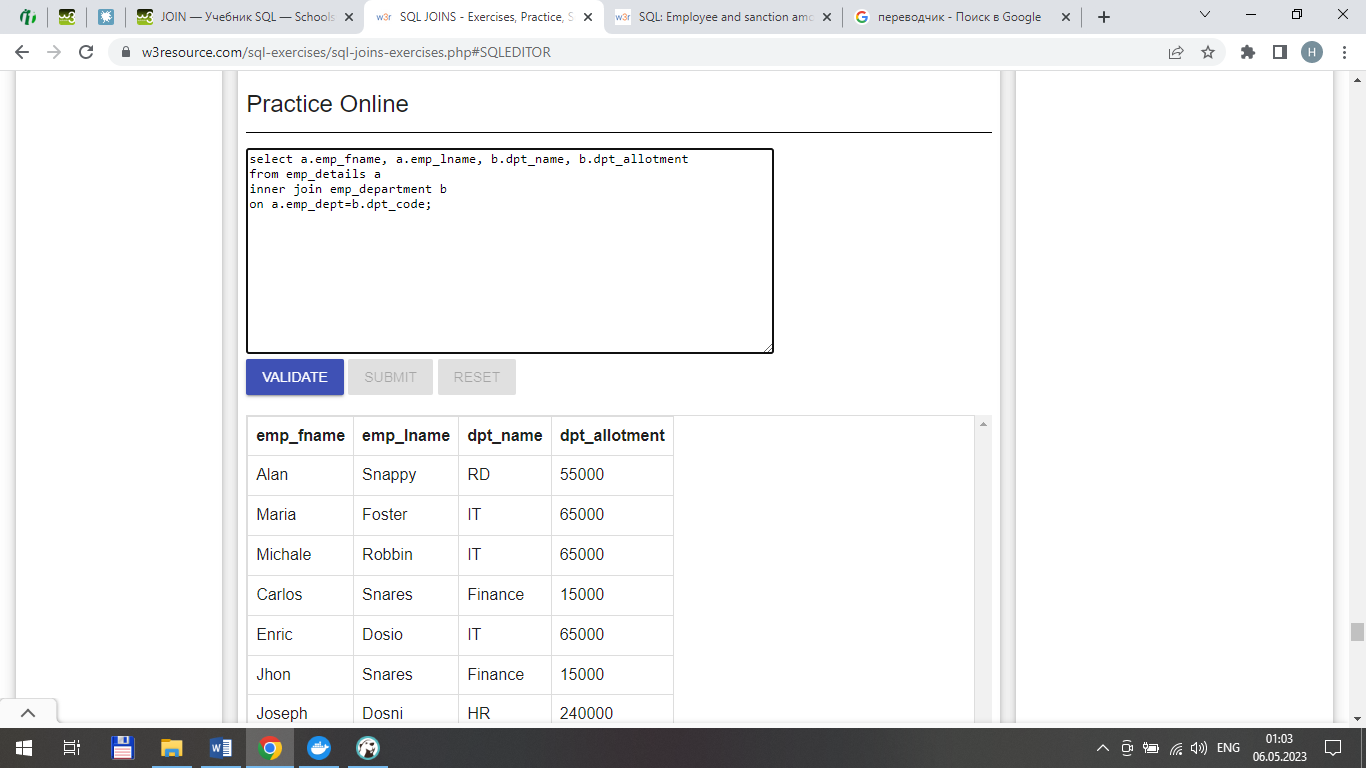 JOIN — Учебник SQL — Schools
SQL JOINS - Exercises, Practice, S
SQL: Employee and sanction amo
переводчик - Поиск в Google
w3resource.com/sql-exercises/sql-joins-exercises.php#SQLEDITOR
H
Practice Online
select a.emp_fname, a.emp_lname, b.dpt_name, b.dpt_allotment
from emp_details a
inner join emp_department b
on a.emp_dept=b.dpt_code;
VALIDATE SUBMIT RESET
emp_fname emp_lname dpt_name dpt_allotment
Alan Snappy RD 55000
Maria Foster IT 65000
Michale Robbin IT 65000
Carlos Snares Finance 15000
Enric Dosio IT 65000
Jhon Snares Finance 15000
Joseph Dosni HR 240000
ENG
01:03
06.05.2023